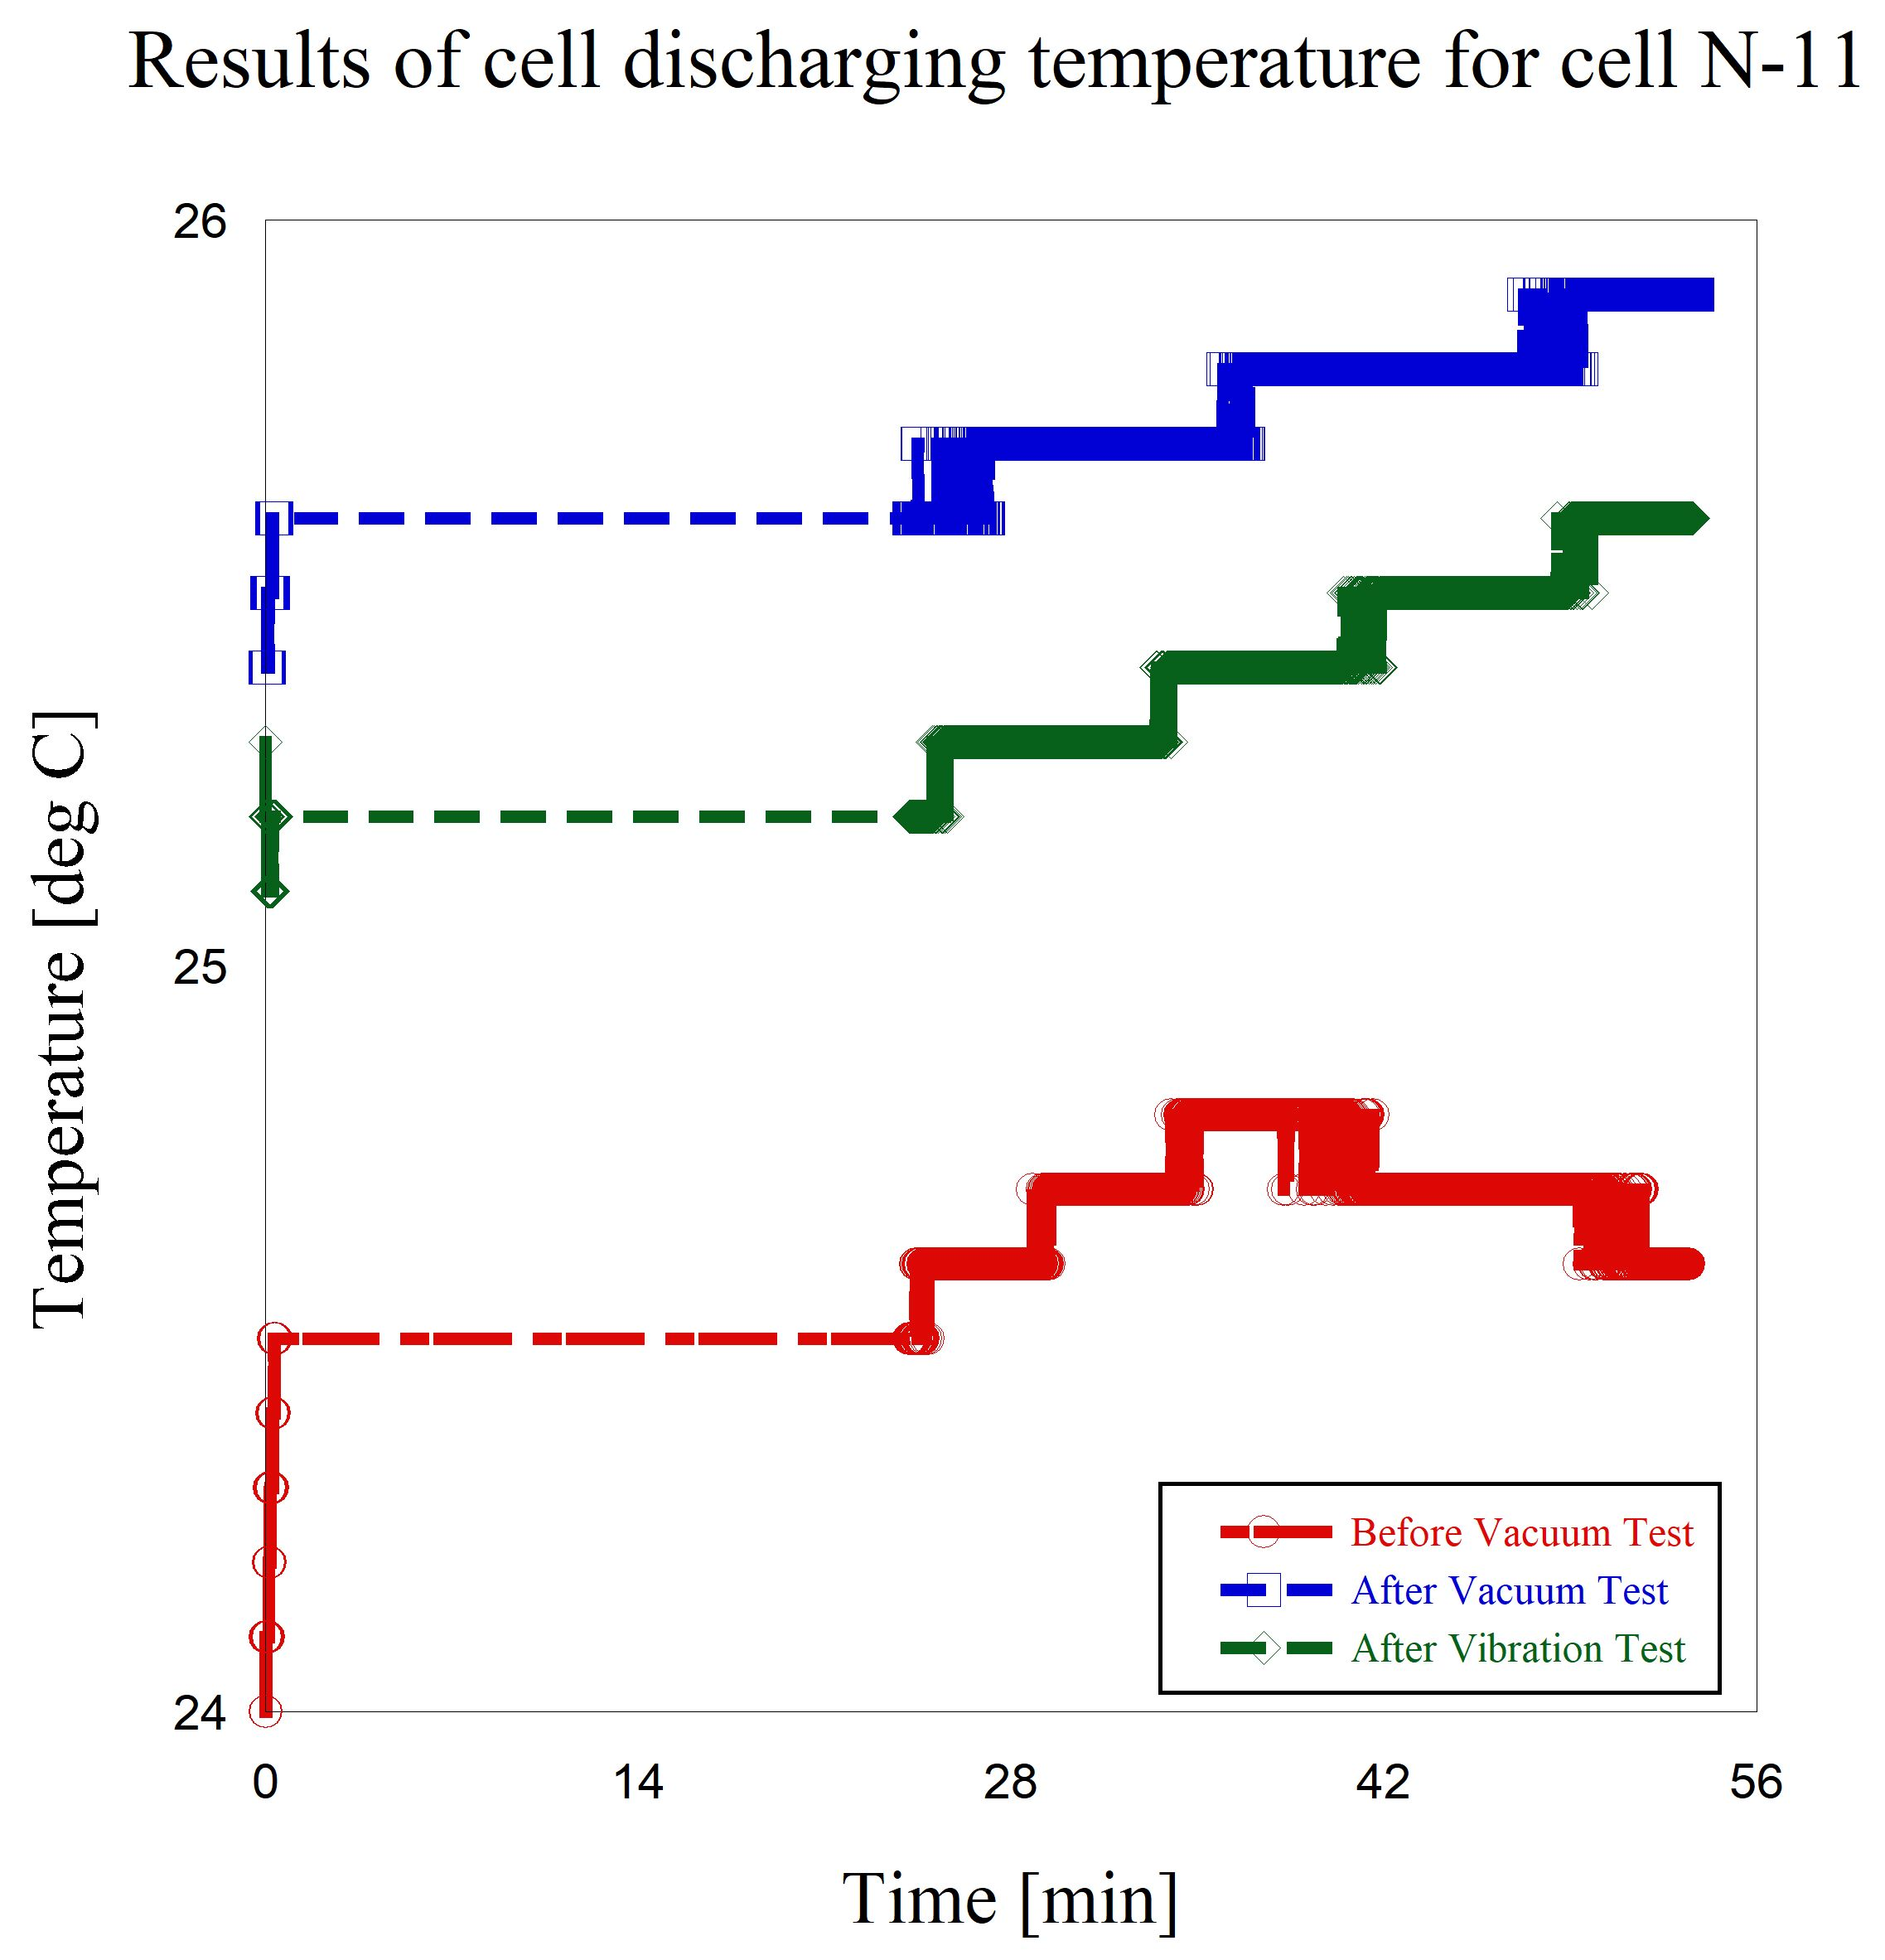 Results of cell discharging temperature for cell N-11
26
25
24
Temperature [deg C]
Before Vacuum Test
After Vacuum Test
After Vibration Test
0 14 28 42 56
Time [min]